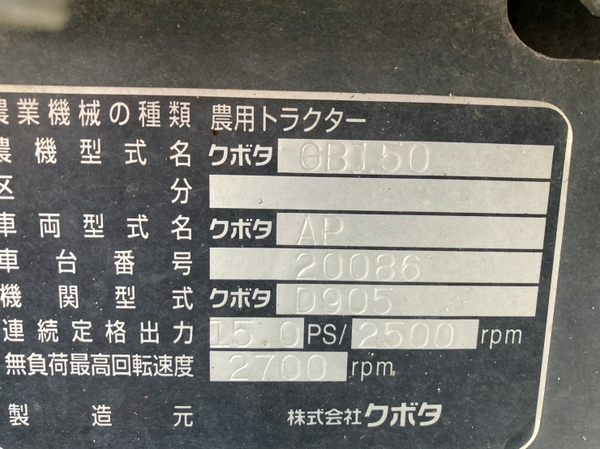 農業機械の種類 農用トラクター
農機型式名 クボタ GB150
区分
車両型式名 クボタ AP
車台番号 20086
機関型式 クボタ D905
連続定格出力 15.0 PS/ 2500 rpm
無負荷最高回転速度 2700 rpm
製造元 株式会社クボタ